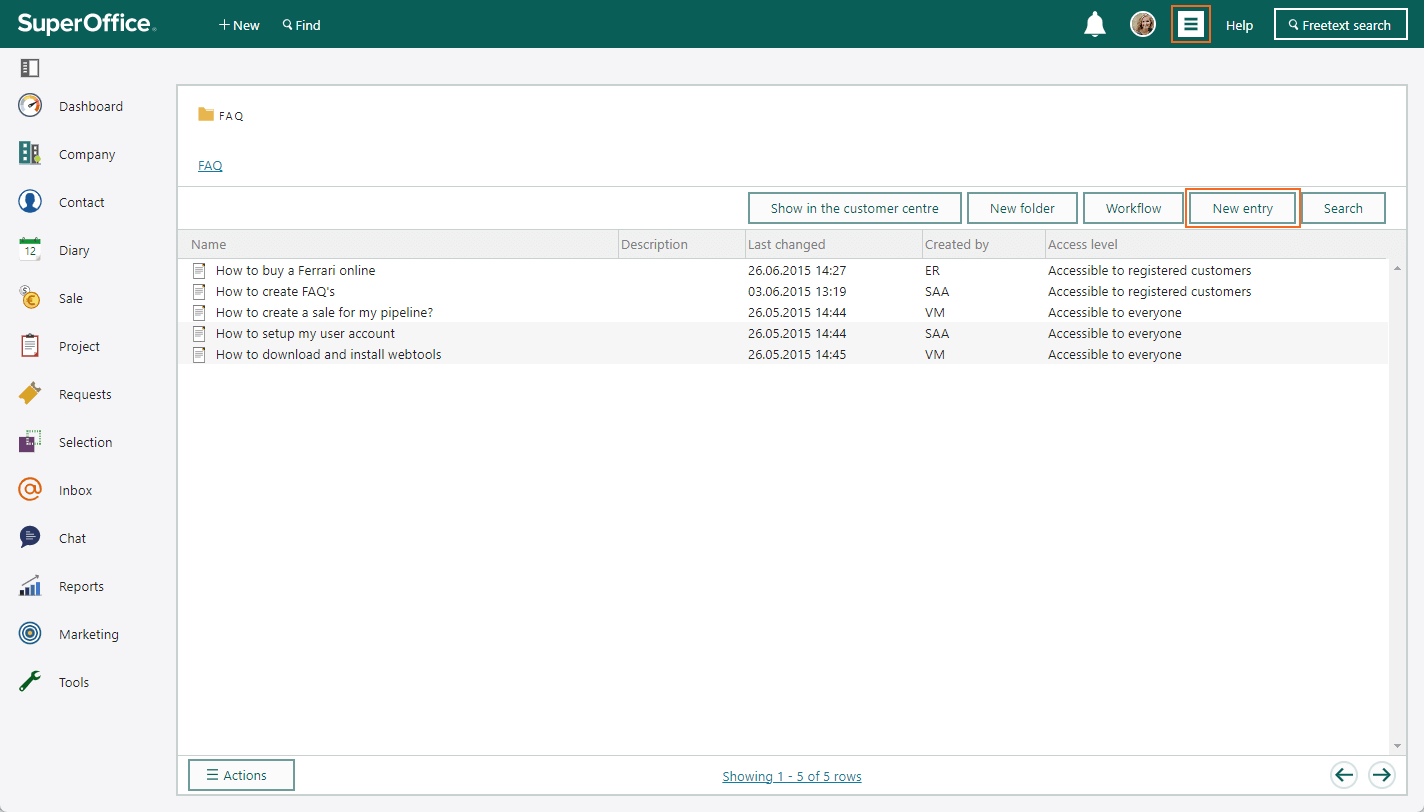 SuperOffice.
+ New
Find
Help
Freetext search
Dashboard
Company
Contact
12
Diary
Sale
Project
Requests
Selection
Inbox
Chat
Reports
Marketing
Tools
FAQ
FAQ
Show in the customer centre
New folder
Workflow
New entry
Search
Name Description Last changed Created by Access level
How to buy a Ferrari online 26.06.2015 14:27 ER Accessible to registered customers
How to create FAQ's 03.06.2015 13:19 SAA Accessible to registered customers
How to create a sale for my pipeline? 26.05.2015 14:44 VM Accessible to everyone
How to setup my user account 26.05.2015 14:44 SAA Accessible to everyone
How to download and install webtools 26.05.2015 14:45 VM Accessible to everyone
Actions
Showing 1 - 5 of 5 rows